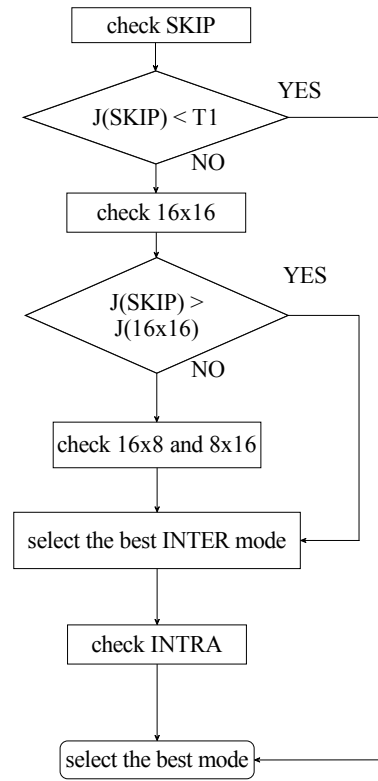 check SKIP
YES
J(SKIP) < T1
NO
check 16x16
YES
J(SKIP) >
J(16x16)
NO
check 16x8 and 8x16
select the best INTER mode
check INTRA
select the best mode